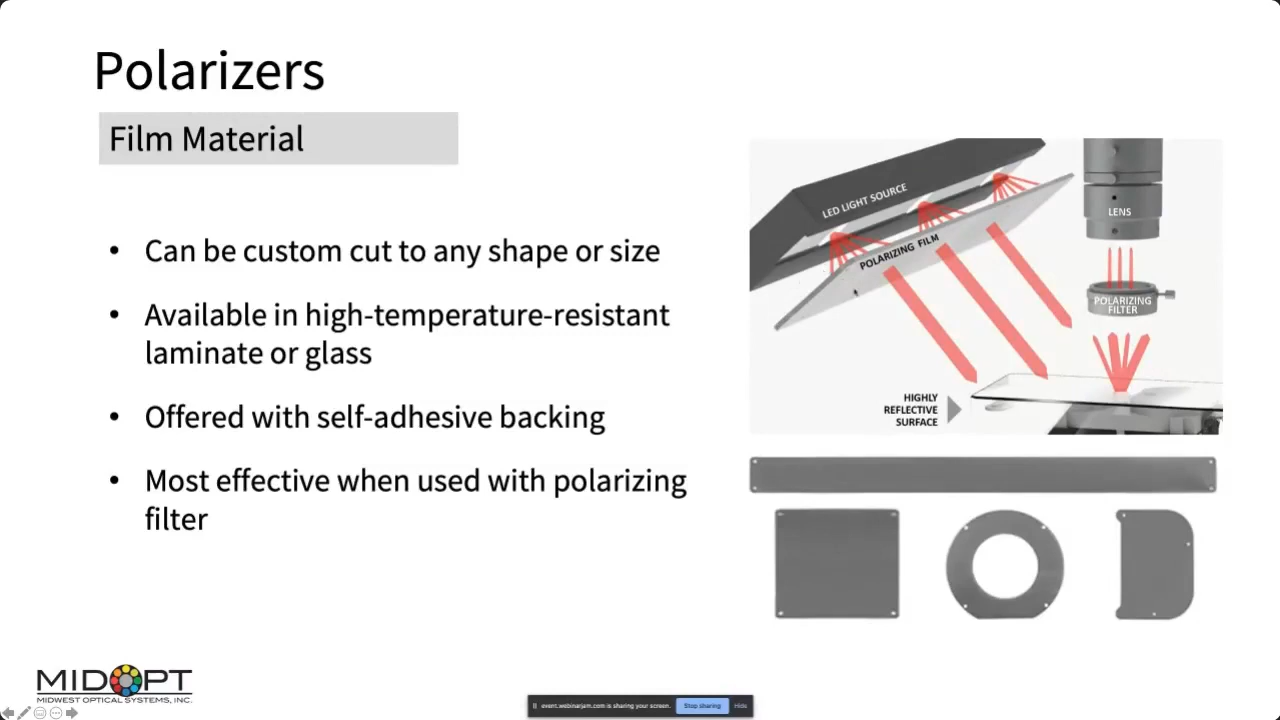 Polarizers
Film Material
• Can be custom cut to any shape or size
• Available in high-temperature-resistant
laminate or glass
• Offered with self-adhesive backing
• Most effective when used with polarizing
filter
LED LIGHT SOURCE
POLARIZING FILM
LENS
POLARIZING
FILTER
HIGHLY
REFLECTIVE
SURFACE
MIDOPT
MIDWEST OPTICAL SYSTEMS, INC.
event.webinarjam.com is sharing your screen. Stop sharing Hide